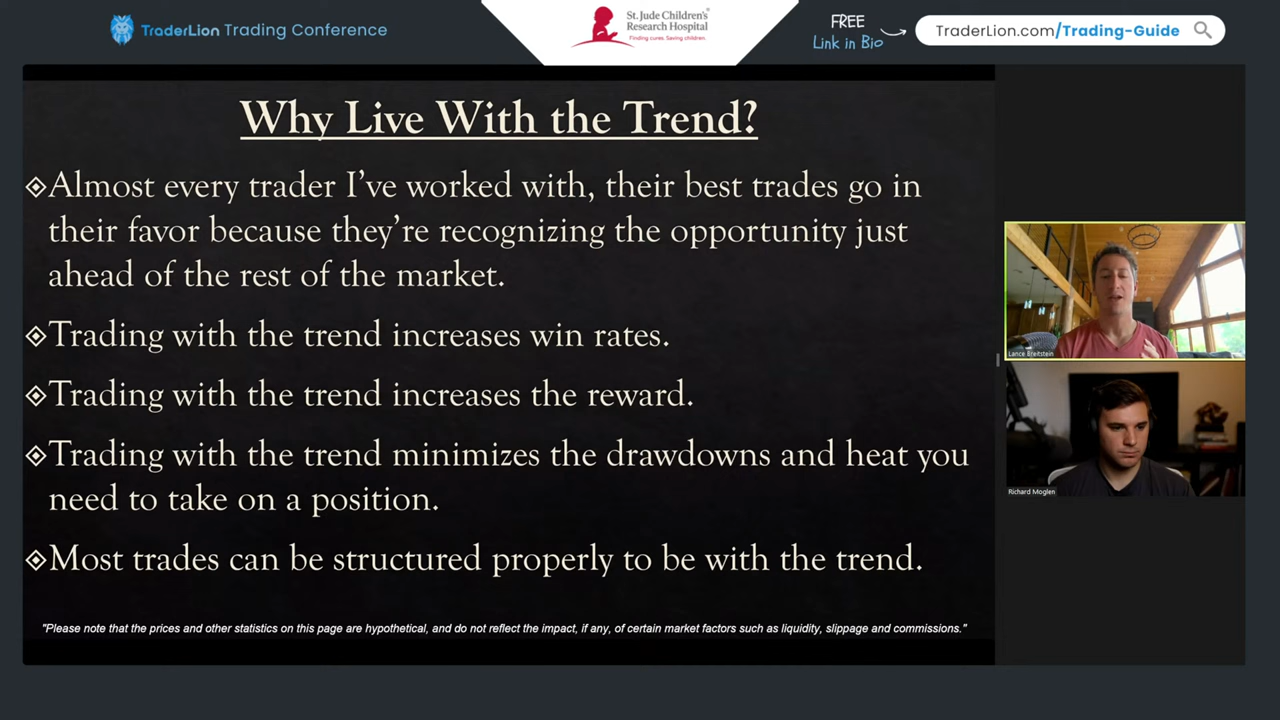 TraderLion Trading Conference
St. Jude Children's
Research Hospital
Finding cures. Saving children.
FREE
Link in Bio
TraderLion.com/Trading-Guide
Why Live With the Trend?
Almost every trader I've worked with, their best trades go in
their favor because they're recognizing the opportunity just
ahead of the rest of the market.
Trading with the trend increases win rates.
Trading with the trend increases the reward.
Trading with the trend minimizes the drawdowns and heat you
need to take on a position.
Most trades can be structured properly to be with the trend.
"Please note that the prices and other statistics on this page are hypothetical, and do not reflect the impact, if any, of certain market factors such as liquidity, slippage and commissions."
Lance Breitstein
Richard Moglen